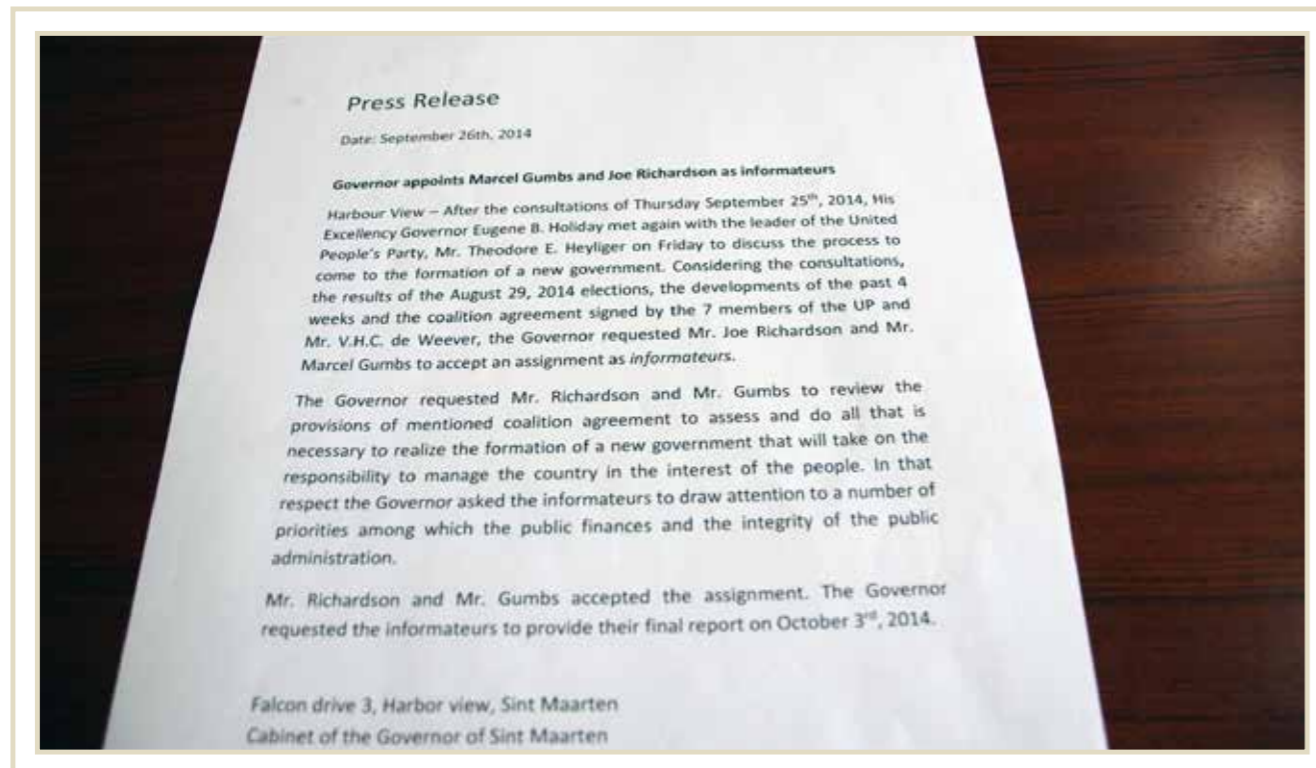 Press Release
Date: September 26th, 2014
Governor appoints Marcel Gumbs and Joe Richardson as informateurs
Harbour View – After the consultations of Thursday September 25th, 2014, His
Excellency Governor Eugene B. Holiday met again with the leader of the United
People's Party, Mr. Theodore E. Heyliger on Friday to discuss the process to
come to the formation of a new government. Considering the consultations,
the results of the August 29, 2014 elections, the developments of the past 4
weeks and the coalition agreement signed by the 7 members of the UP and
Mr. V.H.C. de Weever, the Governor requested Mr. Joe Richardson and Mr.
Marcel Gumbs to accept an assignment as informateurs.
The Governor requested Mr. Richardson and Mr. Gumbs to review the
provisions of mentioned coalition agreement to assess and do all that is
necessary to realize the formation of a new government that will take on the
responsibility to manage the country in the interest of the people. In that
respect the Governor asked the informateurs to draw attention to a number of
priorities among which the public finances and the integrity of the public
administration.
Mr. Richardson and Mr. Gumbs accepted the assignment. The Governor
requested the informateurs to provide their final report on October 3rd, 2014.
Falcon drive 3, Harbor view, Sint Maarten
Cabinet of the Governor of Sint Maarten